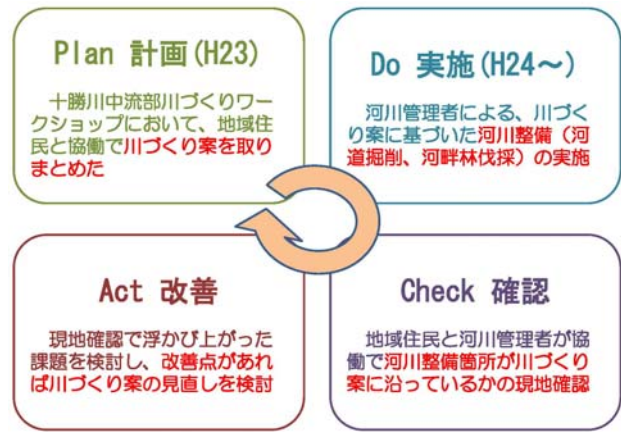 Plan 計画(H23)
十勝川中流部川づくりワー
クショップにおいて、地域住
民と協働で川づくり案を取り
まとめた
Do 実施(H24～)
河川管理者による、川づく
り案に基づいた河川整備（河
道掘削、河畔林伐採）の実施
Act 改善
現地確認で浮かび上がった
課題を検討し、改善点があれ
ば川づくり案の見直しを検討
Check 確認
地域住民と河川管理者が協
働で河川整備箇所が川づくり
案に沿っているかの現地確認